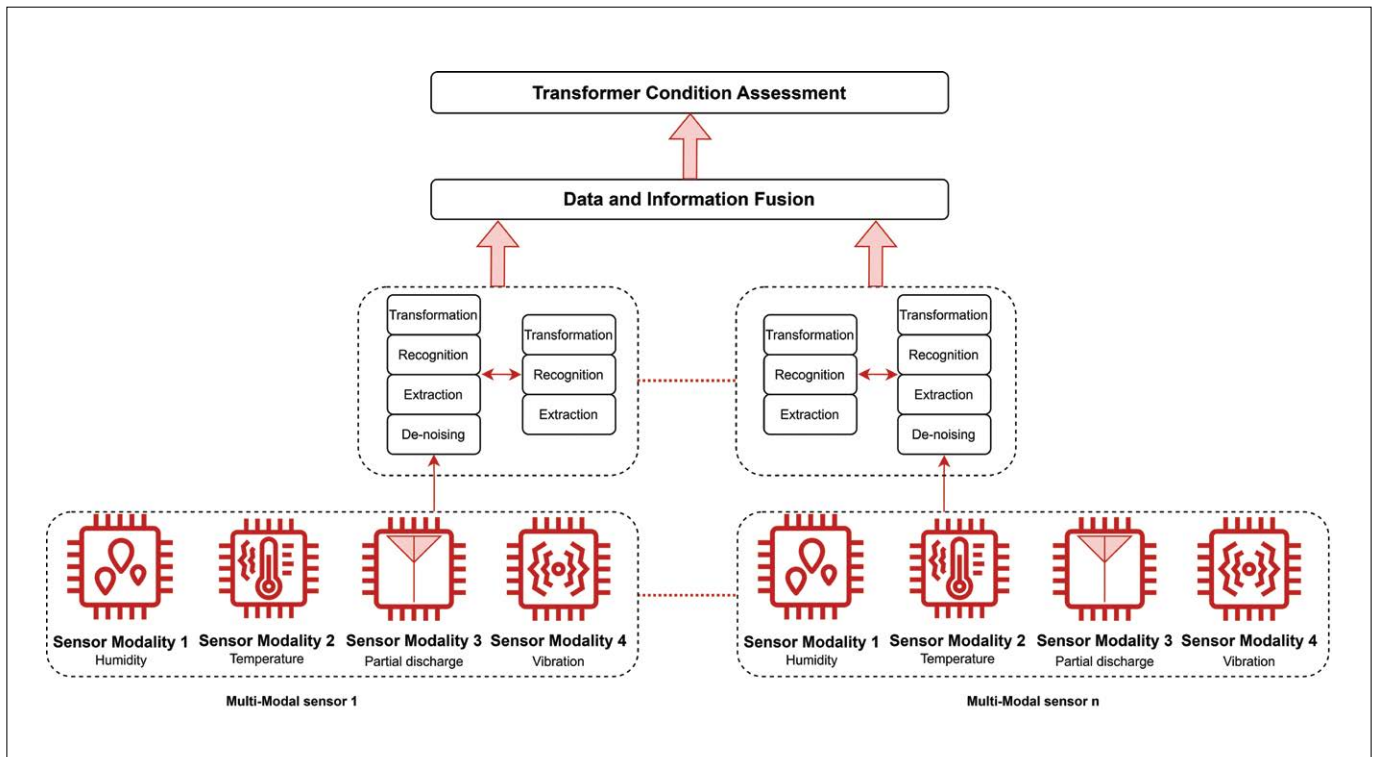 Transformer Condition Assessment
Data and Information Fusion
Transformation
Recognition
Extraction
De-noising
Transformation
Recognition
Extraction
Transformation
Recognition
Extraction
Transformation
Recognition
Extraction
De-noising
Sensor Modality 1
Humidity
Sensor Modality 2
Temperature
Sensor Modality 3
Partial discharge
Sensor Modality 4
Vibration
Multi-Modal sensor 1
Sensor Modality 1
Humidity
Sensor Modality 2
Temperature
Sensor Modality 3
Partial discharge
Sensor Modality 4
Vibration
Multi-Modal sensor n